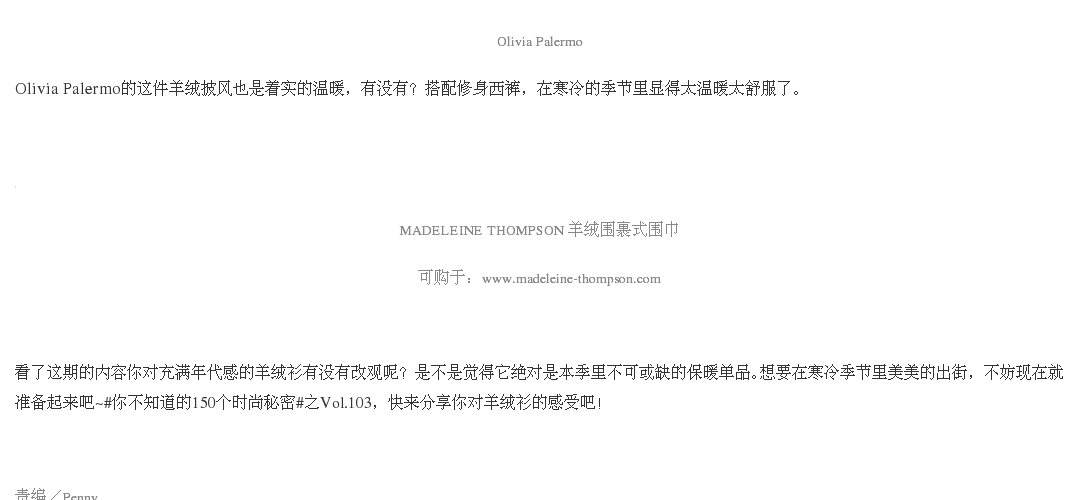 Olivia Palermo
Olivia Palermo的这件羊绒披风也是着实的温暖，有没有？搭配修身西裤，在寒冷的季节里显得太温暖太舒服了。
MADELEINE THOMPSON 羊绒围裹式围巾
可购于：www.madeleine-thompson.com
看了这期的内容你对充满年代感的羊绒衫有没有改观呢？是不是觉得它绝对是本季里不可或缺的保暖单品。想要在寒冷季节里美美的出街，不妨现在就
准备起来吧~#你不知道的150个时尚秘密#之Vol.103，快来分享你对羊绒衫的感受吧！
责编／Penny